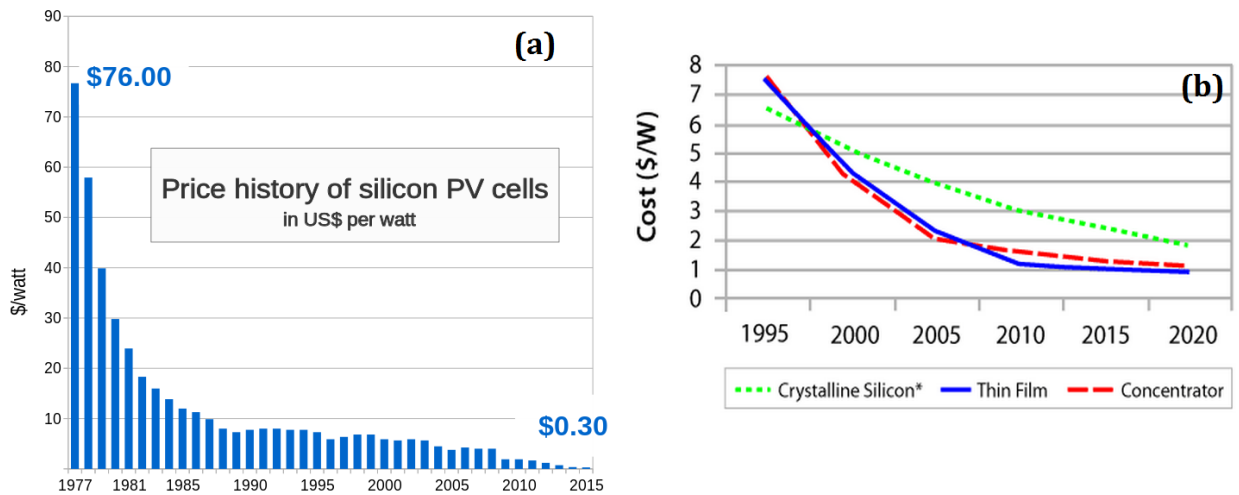 (a)
90
80
70
60
50
40
30
20
10
$/watt
$76.00
Price history of silicon PV cells
in US$ per watt
$0.30
1977 1981 1985 1990 1995 2000 2005 2010 2015
(b)
8
7
6
5
4
3
2
1
0
Cost ($/W)
1995 2000 2005 2010 2015 2020
Crystalline Silicon* Thin Film Concentrator